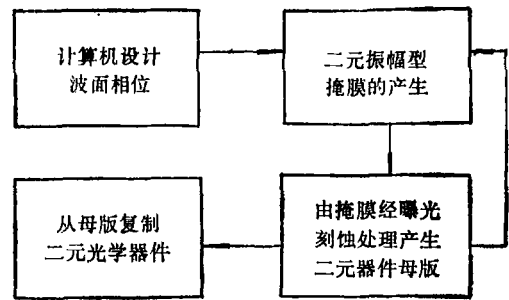 计算机设计
波面相位
二元振幅型
掩膜的产生
从母版复制
二元光学器件
由掩膜经曝光
刻蚀处理产生
二元器件母版